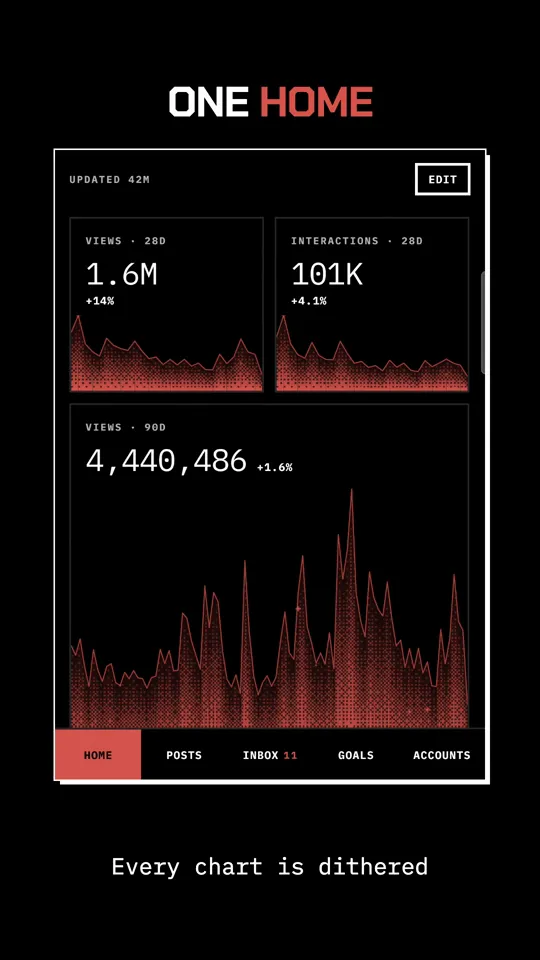 ONE HOME
UPDATED 42M
EDIT
VIEWS · 28D
1.6M
+14%
INTERACTIONS · 28D
101K
+4.1%
VIEWS · 90D
4,440,486 +1.6%
HOME
POSTS
INBOX 11
GOALS
ACCOUNTS
Every chart is dithered